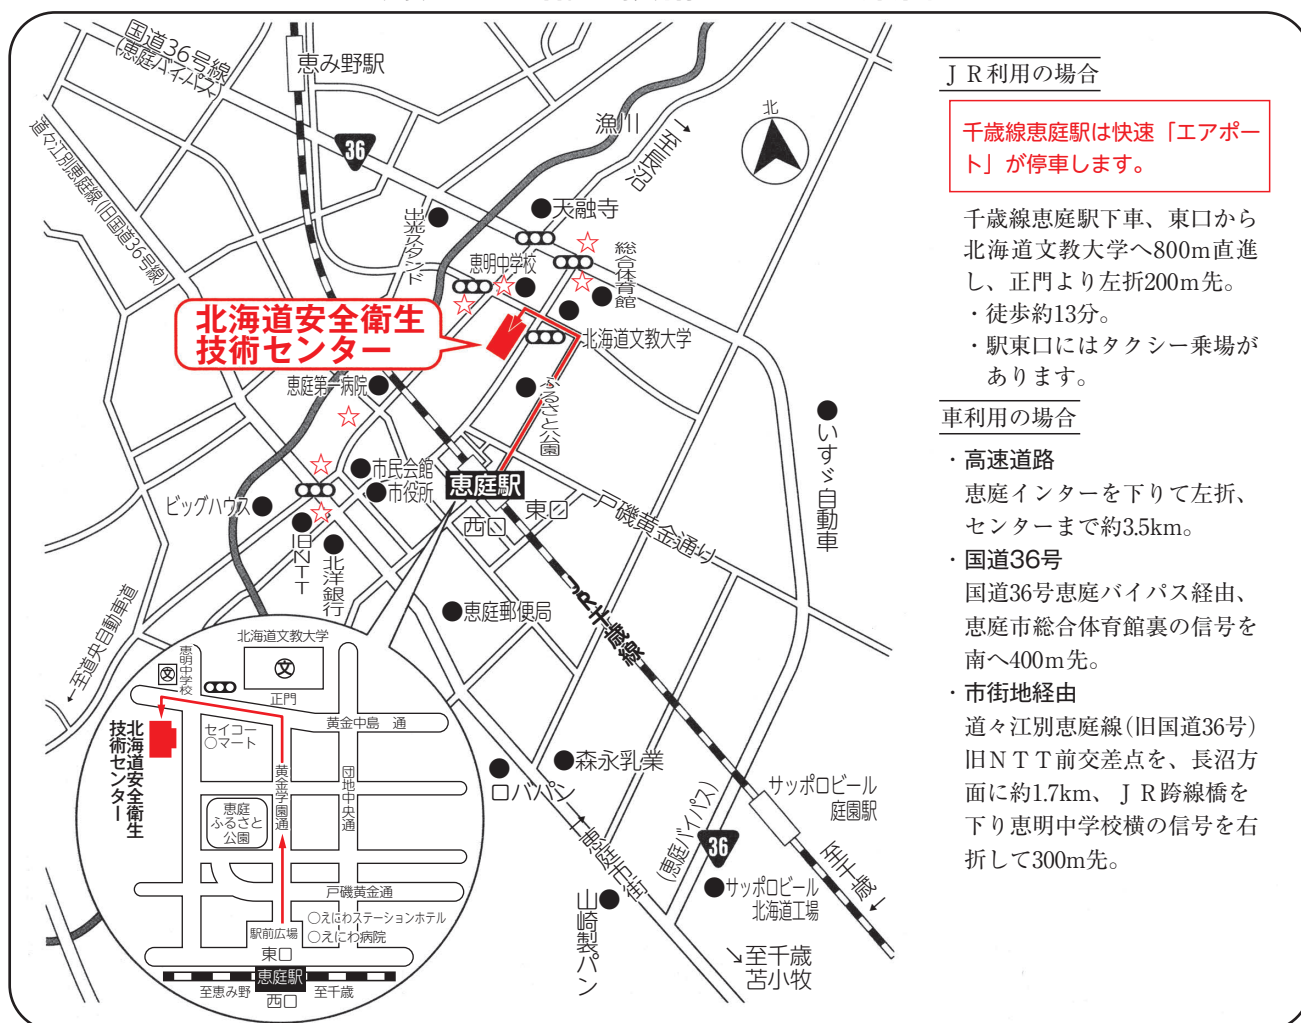 国道36号線
(恵庭バイパス)
恵み野駅
36
道々江別恵庭線(旧国道36号線)
漁川
→至長沼
北
出光スタンド
天融寺
恵明中学校
総合体育館
北海道安全衛生
技術センター
北海道文教大学
恵庭第一病院
ふるさと公園
市民会館
市役所
恵庭駅
東口
西口
ビッグハウス
旧NTT
北洋銀行
戸磯黄金通り
いすゞ自動車
恵庭郵便局
JR千歳線
←至道央自動車道
森永乳業
ロバパン
←恵庭市街
(恵庭バイパス)
36
サッポロビール
庭園駅
至千歳→
サッポロビール
北海道工場
山崎製パン
↘至千歳
苫小牧
北海道文教大学
文
恵明中学校
文
正門
黄金中島 通
セイコー
○マート
北海道安全衛生
技術センター
黄金学園通
団地中央通
恵庭
ふるさと
公園
戸磯黄金通
○えにわステーションホテル
○えにわ病院
駅前広場
東口
恵庭駅
至恵み野
西口
至千歳
JR利用の場合
千歳線恵庭駅は快速「エアポー
ト」が停車します。
千歳線恵庭駅下車、東口から
北海道文教大学へ800m直進
し、正門より左折200m先。
・徒歩約13分。
・駅東口にはタクシー乗場が
あります。
車利用の場合
・高速道路
恵庭インターを下りて左折、
センターまで約3.5km。
・国道36号
国道36号恵庭バイパス経由、
恵庭市総合体育館裏の信号を
南へ400m先。
・市街地経由
道々江別恵庭線(旧国道36号)
旧NTT前交差点を、長沼方
面に約1.7km、JR跨線橋を
下り恵明中学校横の信号を右
折して300m先。